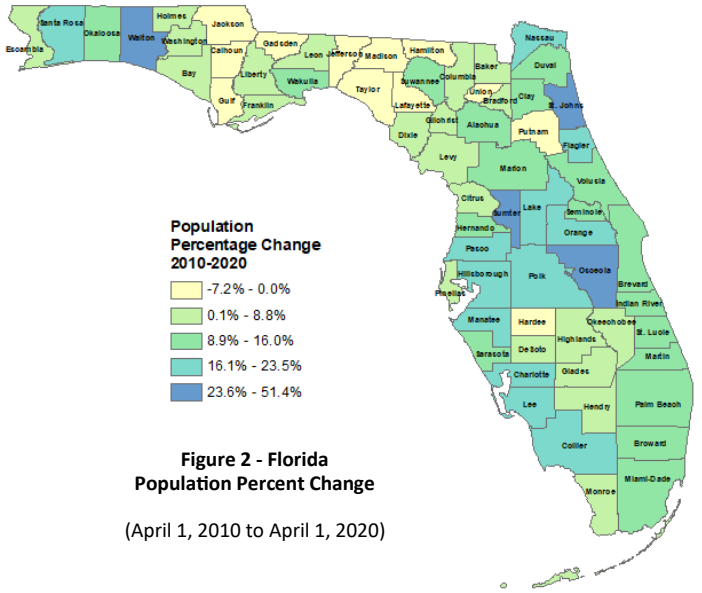 Holmes
Jackson
Santa Rosa
Okaloosa
Walton
Washington
Escambia
Calhoun
Gadsden
Leon
Jefferson
Madison
Hamilton
Nassau
Bay
Liberty
Wakulla
Taylor
Suwannee
Columbia
Baker
Duval
Gulf
Franklin
Lafayette
Union
Bradford
Clay
St. Johns
Dixie
Gilchrist
Alachua
Putnam
Flagler
Levy
Marion
Volusia
Citrus
Sumter
Lake
Seminole
Hernando
Orange
Pasco
Hillsborough
Polk
Osceola
Brevard
Pinellas
Indian River
Manatee
Hardee
Okeechobee
St. Lucie
Highlands
Sarasota
DeSoto
Martin
Charlotte
Glades
Lee
Hendry
Palm Beach
Collier
Broward
Monroe
Miami-Dade
Population
Percentage Change
2010-2020
-7.2% - 0.0%
0.1% - 8.8%
8.9% - 16.0%
16.1% - 23.5%
23.6% - 51.4%
Figure 2 - Florida
Population Percent Change
(April 1, 2010 to April 1, 2020)